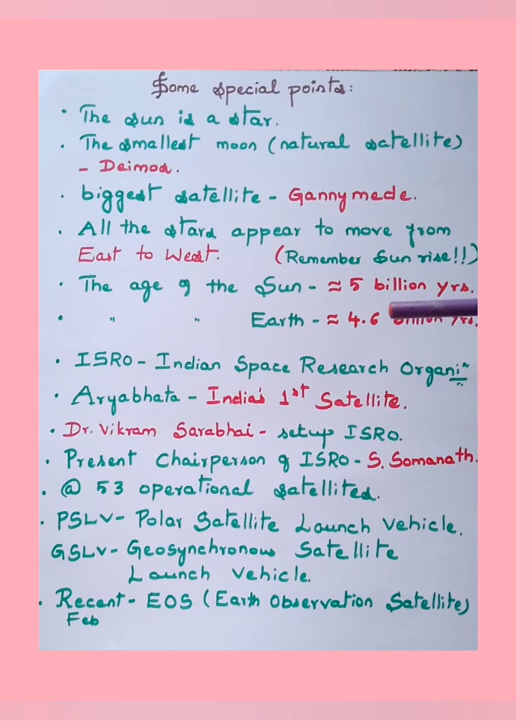 Some special points:
• The sun is a star.
• The smallest moon (natural satellite)
- Deimos.
• biggest satellite - Gannymede.
• All the stars appear to move from
East to West. (Remember Sun rise!!)
• The age of the Sun - ≈ 5 billion yrs.
• " " Earth - ≈ 4.6 billion yrs.
• ISRO - Indian Space Research Organiⁿ
• Aryabhata - India's 1st Satellite.
• Dr. Vikram Sarabhai - setup ISRO.
• Present Chairperson of ISRO - S. Somanath.
• @ 53 operational satellites.
• PSLV - Polar Satellite Launch Vehicle.
GSLV - Geosynchronous Satellite
Launch Vehicle.
• Recent - EOS (Earth Observation Satellite)
Feb